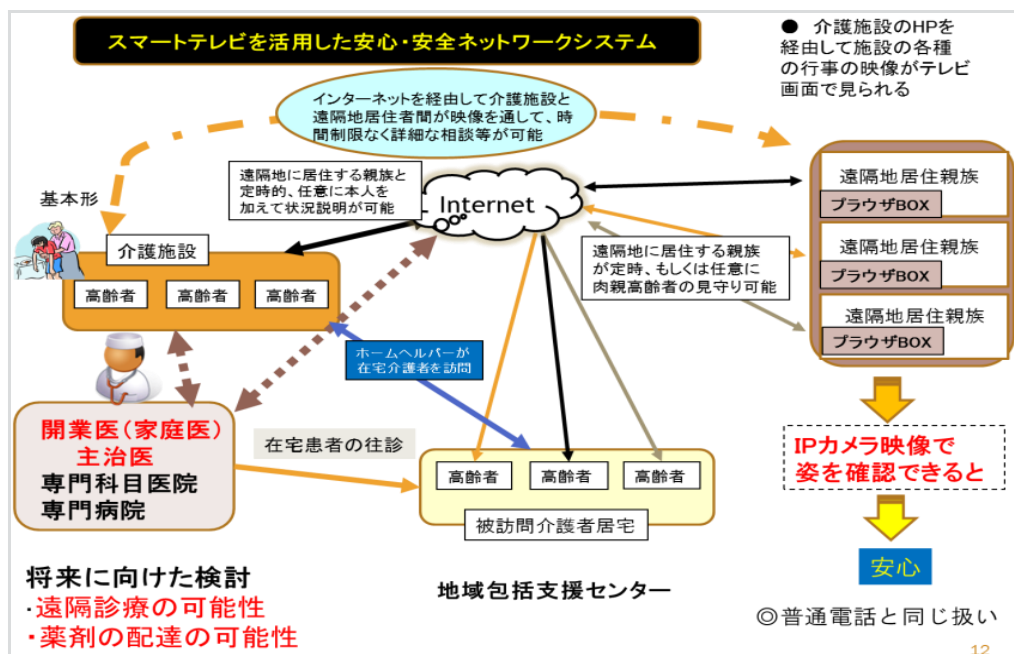 スマートテレビを活用した安心・安全ネットワークシステム
● 介護施設のHPを
経由して施設の各種
の行事の映像がテレビ
画面で見られる
インターネットを経由して介護施設と
遠隔地居住者間が映像を通して、時
間制限なく詳細な相談等が可能
遠隔地に居住する親族と
定時的、任意に本人を
加えて状況説明が可能
Internet
基本形
介護施設
高齢者
高齢者
高齢者
遠隔地居住親族
ブラウザBOX
遠隔地居住親族
ブラウザBOX
遠隔地居住親族
ブラウザBOX
遠隔地に居住する親族
が定時、もしくは任意に
肉親高齢者の見守り可能
ホームヘルパーが
在宅介護者を訪問
開業医（家庭医）
主治医
専門科目医院
専門病院
在宅患者の往診
高齢者
高齢者
高齢者
被訪問介護者居宅
IPカメラ映像で
姿を確認できると
安心
将来に向けた検討
・遠隔診療の可能性
・薬剤の配達の可能性
地域包括支援センター
◎普通電話と同じ扱い
12